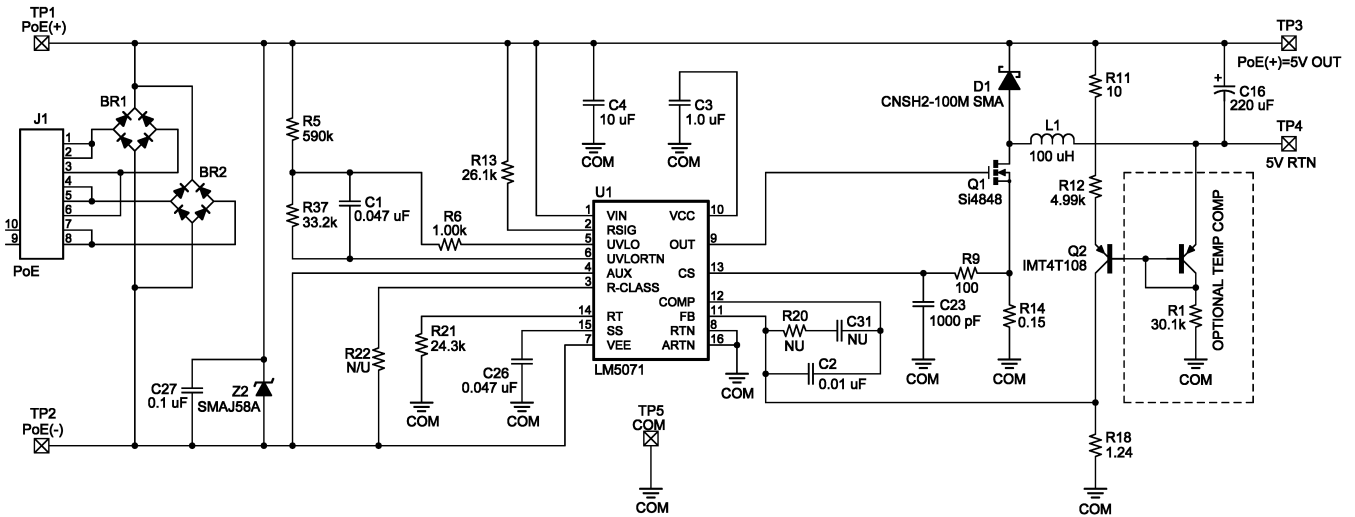 TP1
PoE(+)
TP3
PoE(+)=5V OUT
J1
BR1
BR2
1
2
3
4
5
6
7
8
10
9
PoE
R5
590k
R37
33.2k
C1
0.047 uF
R13
26.1k
R6
1.00k
C4
10 uF
COM
C3
1.0 uF
COM
D1
CNSH2-100M SMA
L1
100 uH
R11
10
+
C16
220 uF
TP4
5V RTN
Q1
Si4848
R12
4.99k
Q2
IMT4T108
OPTIONAL TEMP COMP
R1
30.1k
COM
U1
1 VIN
2 RSIG
5 UVLO
6 UVLORTN
4 AUX
3 R-CLASS
14 RT
15 SS
7 VEE
VCC 10
OUT 9
CS 13
COMP 12
FB 11
RTN 8
ARTN 16
LM5071
R9
100
C23
1000 pF
COM
R14
0.15
COM
R20
NU
C31
NU
C2
0.01 uF
COM
R21
24.3k
COM
R22
N/U
C26
0.047 uF
COM
C27
0.1 uF
Z2
SMAJ58A
TP2
PoE(-)
TP5
COM
COM
R18
1.24
COM